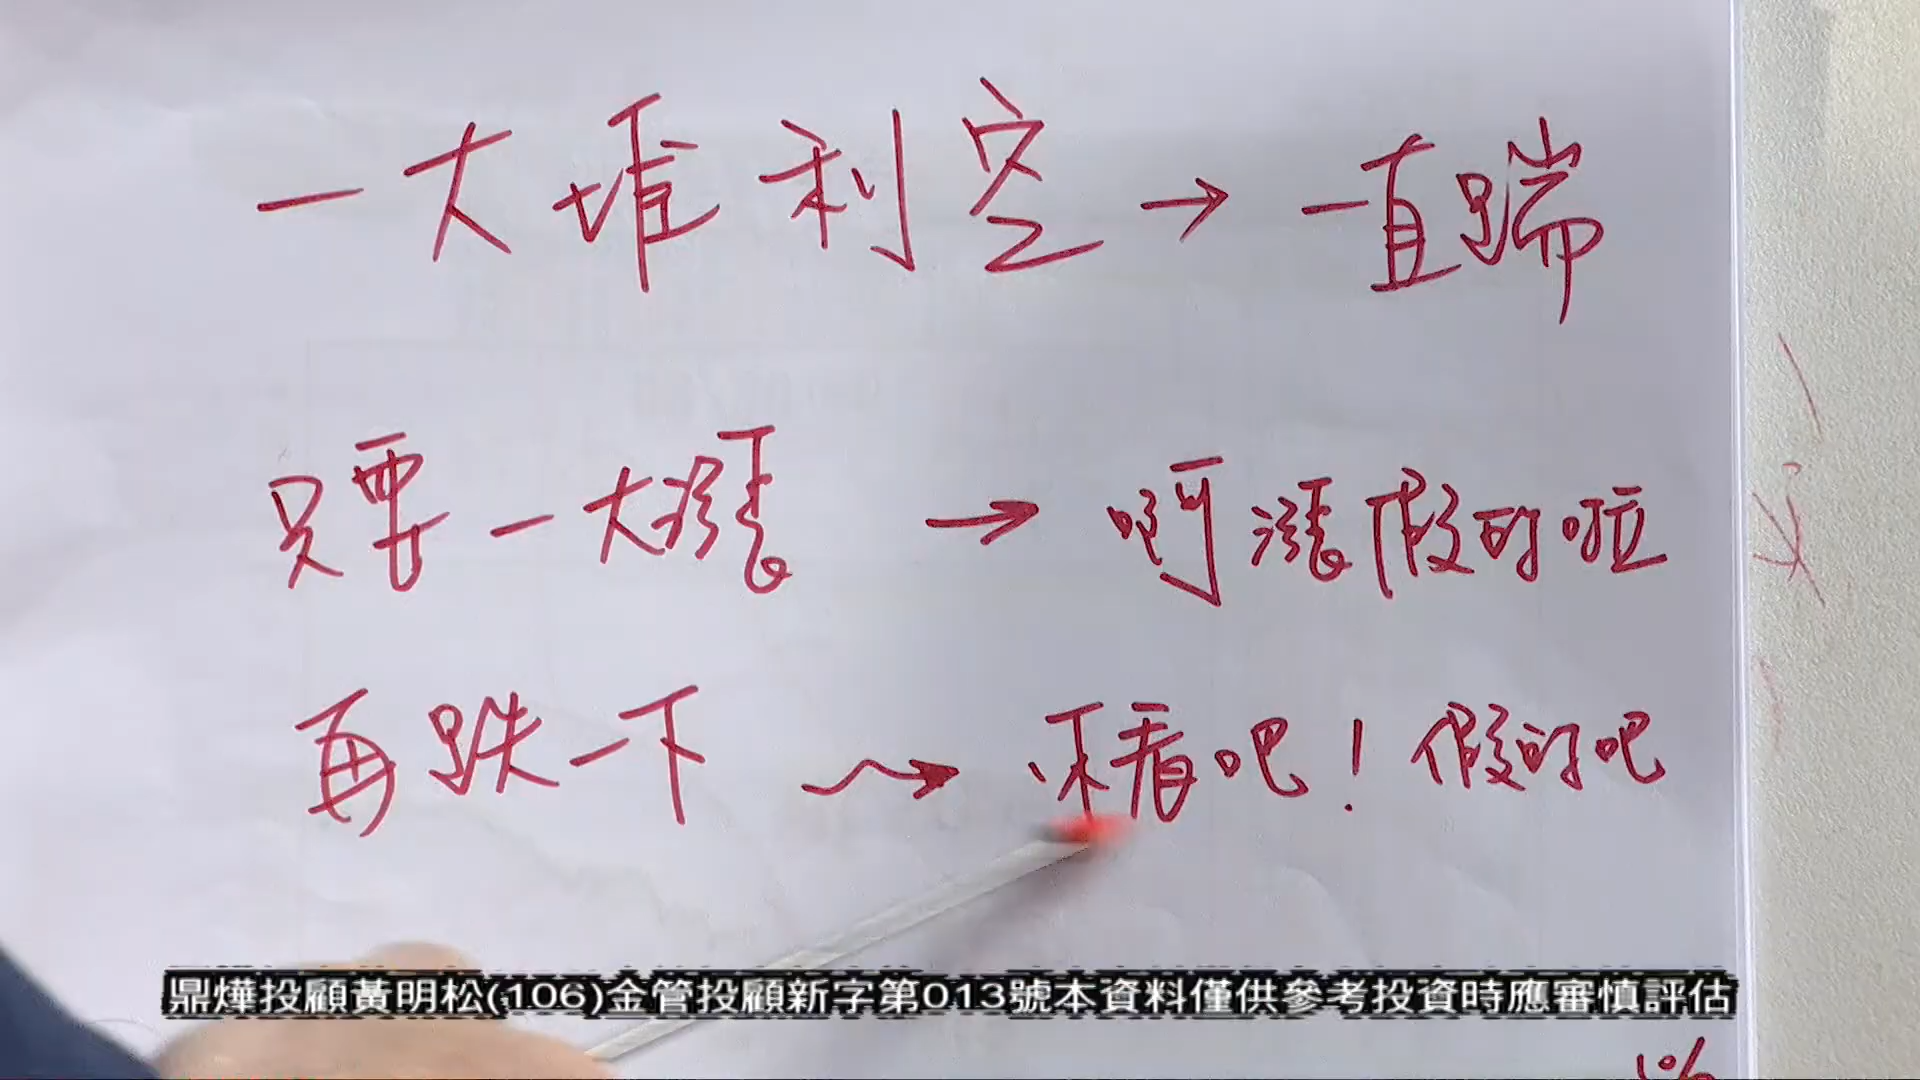 一大堆利空→一直踹
只要一大漲→啊漲假的啦
再跌一下→你看吧!假的吧
鼎燁投顧黃明松(106)金管投顧新字第013號本資料僅供參考投資時應審慎評估